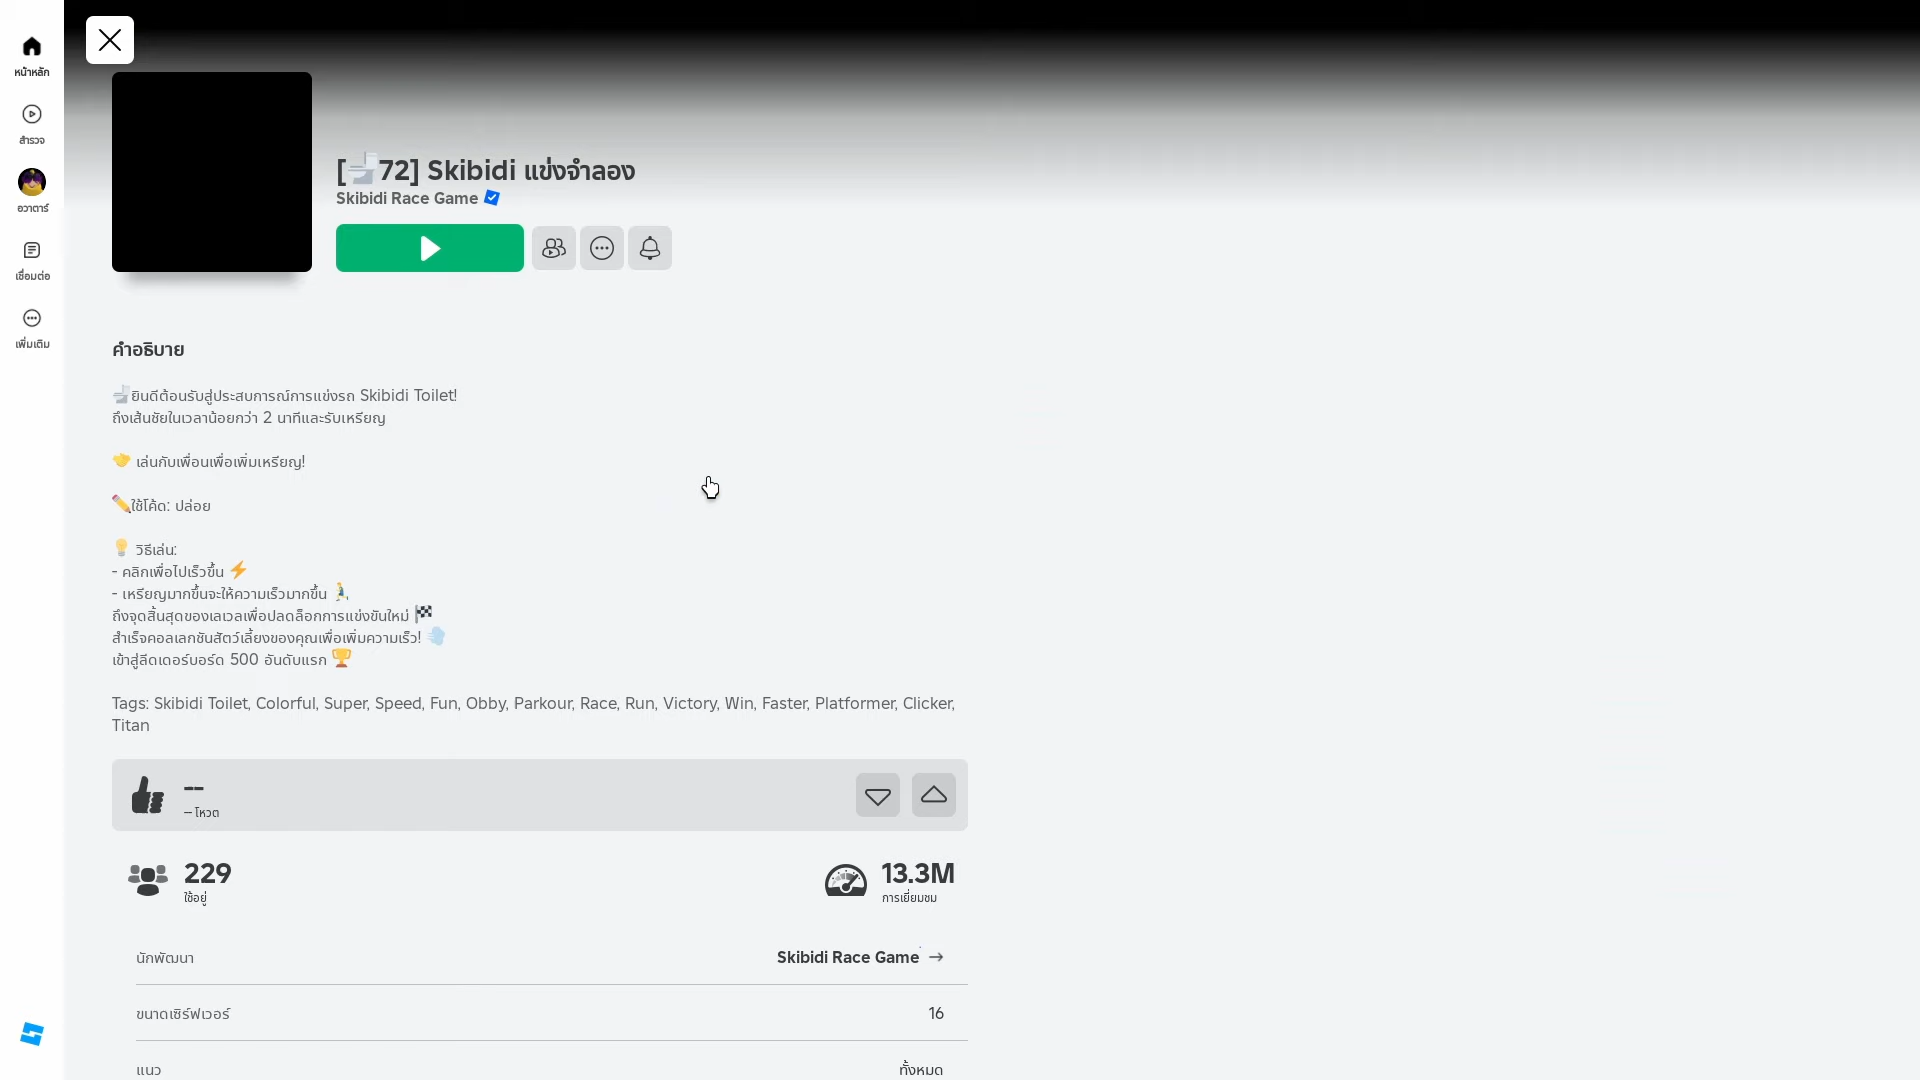 หน้าหลัก
สำรวจ
อวาตาร์
เชื่อมต่อ
เพิ่มเติม
[🚽72] Skibidi แข่งจำลอง
Skibidi Race Game
คำอธิบาย
🚽ยินดีต้อนรับสู่ประสบการณ์การแข่งรถ Skibidi Toilet!
ถึงเส้นชัยในเวลาน้อยกว่า 2 นาทีและรับเหรียญ
🤝 เล่นกับเพื่อนเพื่อเพิ่มเหรียญ!
✏️ใช้โค้ด: ปล่อย
💡 วิธีเล่น:
- คลิกเพื่อไปเร็วขึ้น ⚡
- เหรียญมากขึ้นจะให้ความเร็วมากขึ้น 🏃
ถึงจุดสิ้นสุดของเลเวลเพื่อปลดล็อกการแข่งขันใหม่ 🏁
สำเร็จคอลเลกชันสัตว์เลี้ยงของคุณเพื่อเพิ่มความเร็ว! 💨
เข้าสู่ลีดเดอร์บอร์ด 500 อันดับแรก 🏆
Tags: Skibidi Toilet, Colorful, Super, Speed, Fun, Obby, Parkour, Race, Run, Victory, Win, Faster, Platformer, Clicker,
Titan
--
-- โหวต
229
ใช้อยู่
13.3M
การเยี่ยมชม
นักพัฒนา
Skibidi Race Game →
ขนาดเซิร์ฟเวอร์
16
แนว
ทั้งหมด